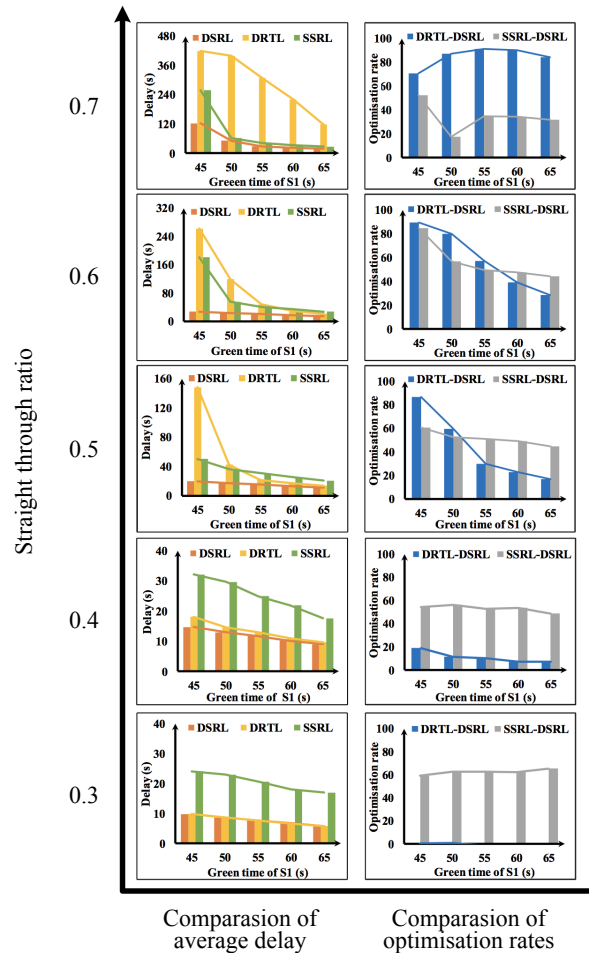 Straight through ratio
0.7
DSRL DRTL SSRL
Delay (s)
480
360
240
120
0
45 50 55 60 65
Greeen time of S1 (s)
DRTL-DSRL SSRL-DSRL
Optimisation rate
100
80
60
40
20
0
45 50 55 60 65
Green time of S1 (s)
0.6
DSRL DRTL SSRL
Delay (s)
320
240
160
80
0
45 50 55 60 65
Green time of S1 (s)
DRTL-DSRL SSRL-DSRL
Optimisation rate
100
80
60
40
20
0
45 50 55 60 65
Green time of S1 (s)
0.5
DSRL DRTL SSRL
Delay (s)
160
120
80
40
0
45 50 55 60 65
Green time of S1 (s)
DRTL-DSRL SSRL-DSRL
Optimisation rate
100
80
60
40
20
0
45 50 55 60 65
Green time of S1 (s)
0.4
DSRL DRTL SSRL
Delay (s)
40
30
20
10
0
45 50 55 60 65
Green time of S1 (s)
DRTL-DSRL SSRL-DSRL
Optimisation rate
100
80
60
40
20
0
45 50 55 60 65
Green time of S1 (s)
0.3
DSRL DRTL SSRL
Delay (s)
40
30
20
10
0
45 50 55 60 65
Green time of S1 (s)
DRTL-DSRL SSRL-DSRL
Optimisation rate
100
80
60
40
20
0
45 50 55 60 65
Green time of S1 (s)
Comparasion of
average delay
Comparasion of
optimisation rates